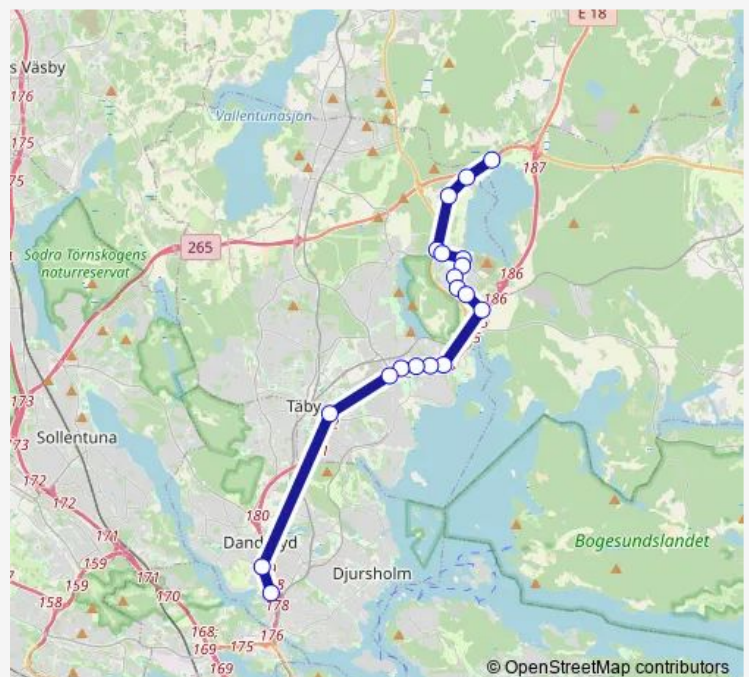 E 18
s Väsby
176
Vallentunasjön
175
75
187
265
Södra Törnskogens
naturreservat
186
186
173
Täby
173
Sollentuna
172
172
180
171
Danderyd
Bogesundslandet
159
171
Djursholm
159
170
158
178
168;
176
169
175
169
© OpenStreetMap contributors